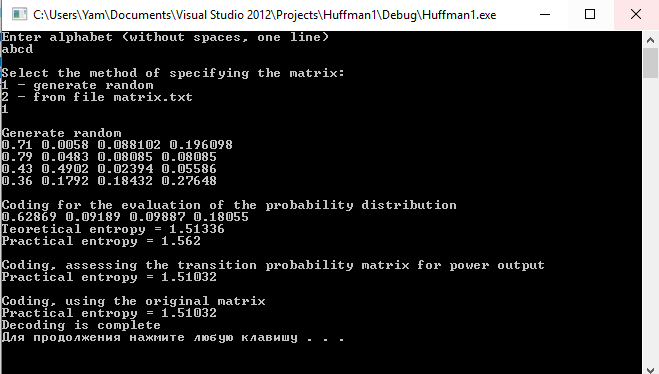 C:\Users\Yam\Documents\Visual Studio 2012\Projects\Huffman1\Debug\Huffman1.exe
Enter alphabet (without spaces, one line)
abcd
Select the method of specifying the matrix:
1 - generate random
2 - from file matrix.txt
1
Generate random
0.71 0.0058 0.088102 0.196098
0.79 0.0483 0.08085 0.08085
0.43 0.4902 0.02394 0.05586
0.36 0.1792 0.18432 0.27648
Coding for the evaluation of the probability distribution
0.62869 0.09189 0.09887 0.18055
Teoretical entropy = 1.51336
Practical entropy = 1.562
Coding, assessing the transition probability matrix for power output
Practical entropy = 1.51032
Coding, using the original matrix
Practical entropy = 1.51032
Decoding is complete
Для продолжения нажмите любую клавишу . . .